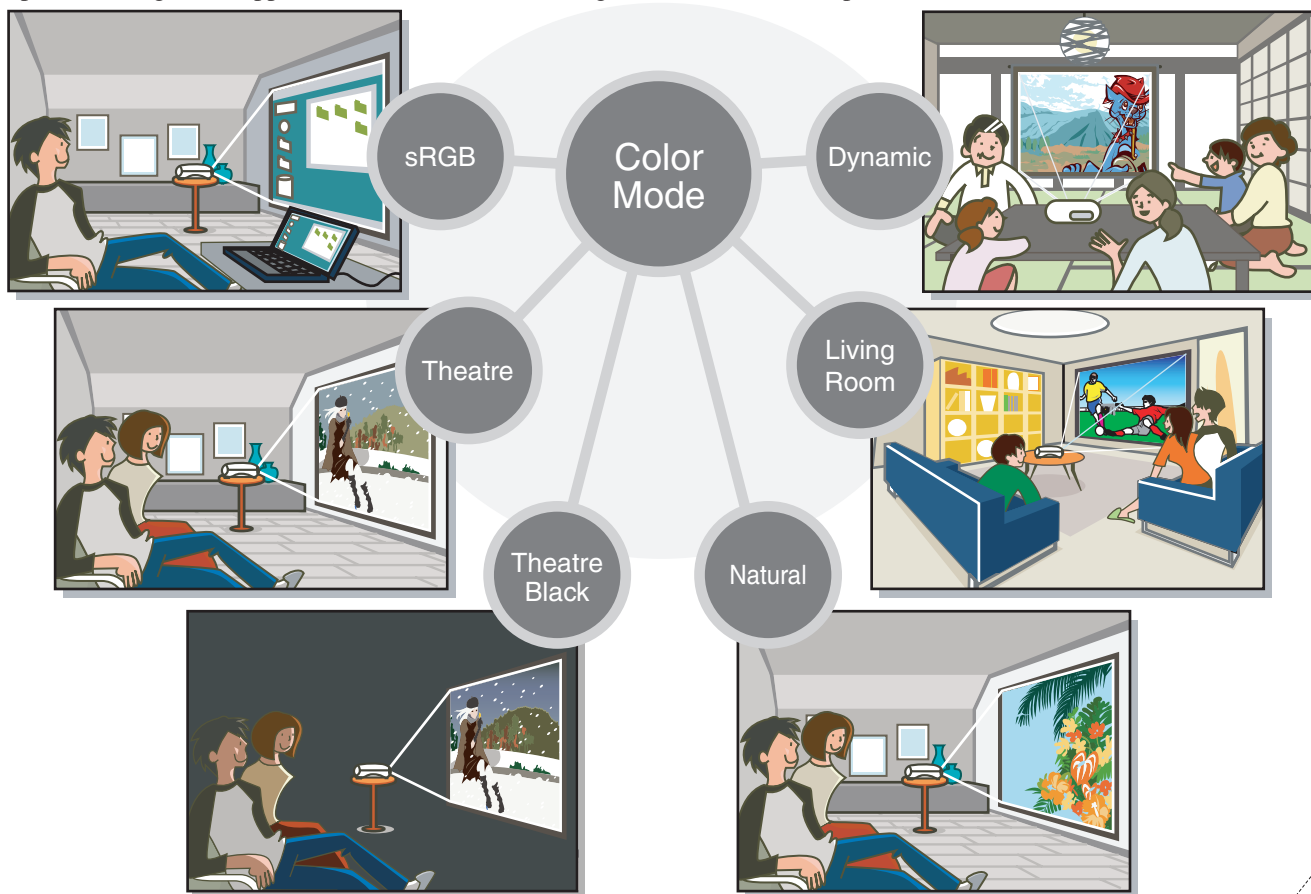 Color
Mode
sRGB
Dynamic
Theatre
Living
Room
Theatre
Black
Natural